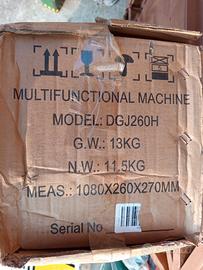 MULTIFUNCTIONAL MACHINE
MODEL: DGJ260H
G.W.: 13KG
N.W.: 11.5KG
MEAS.: 1080X260X270MM
Serial No